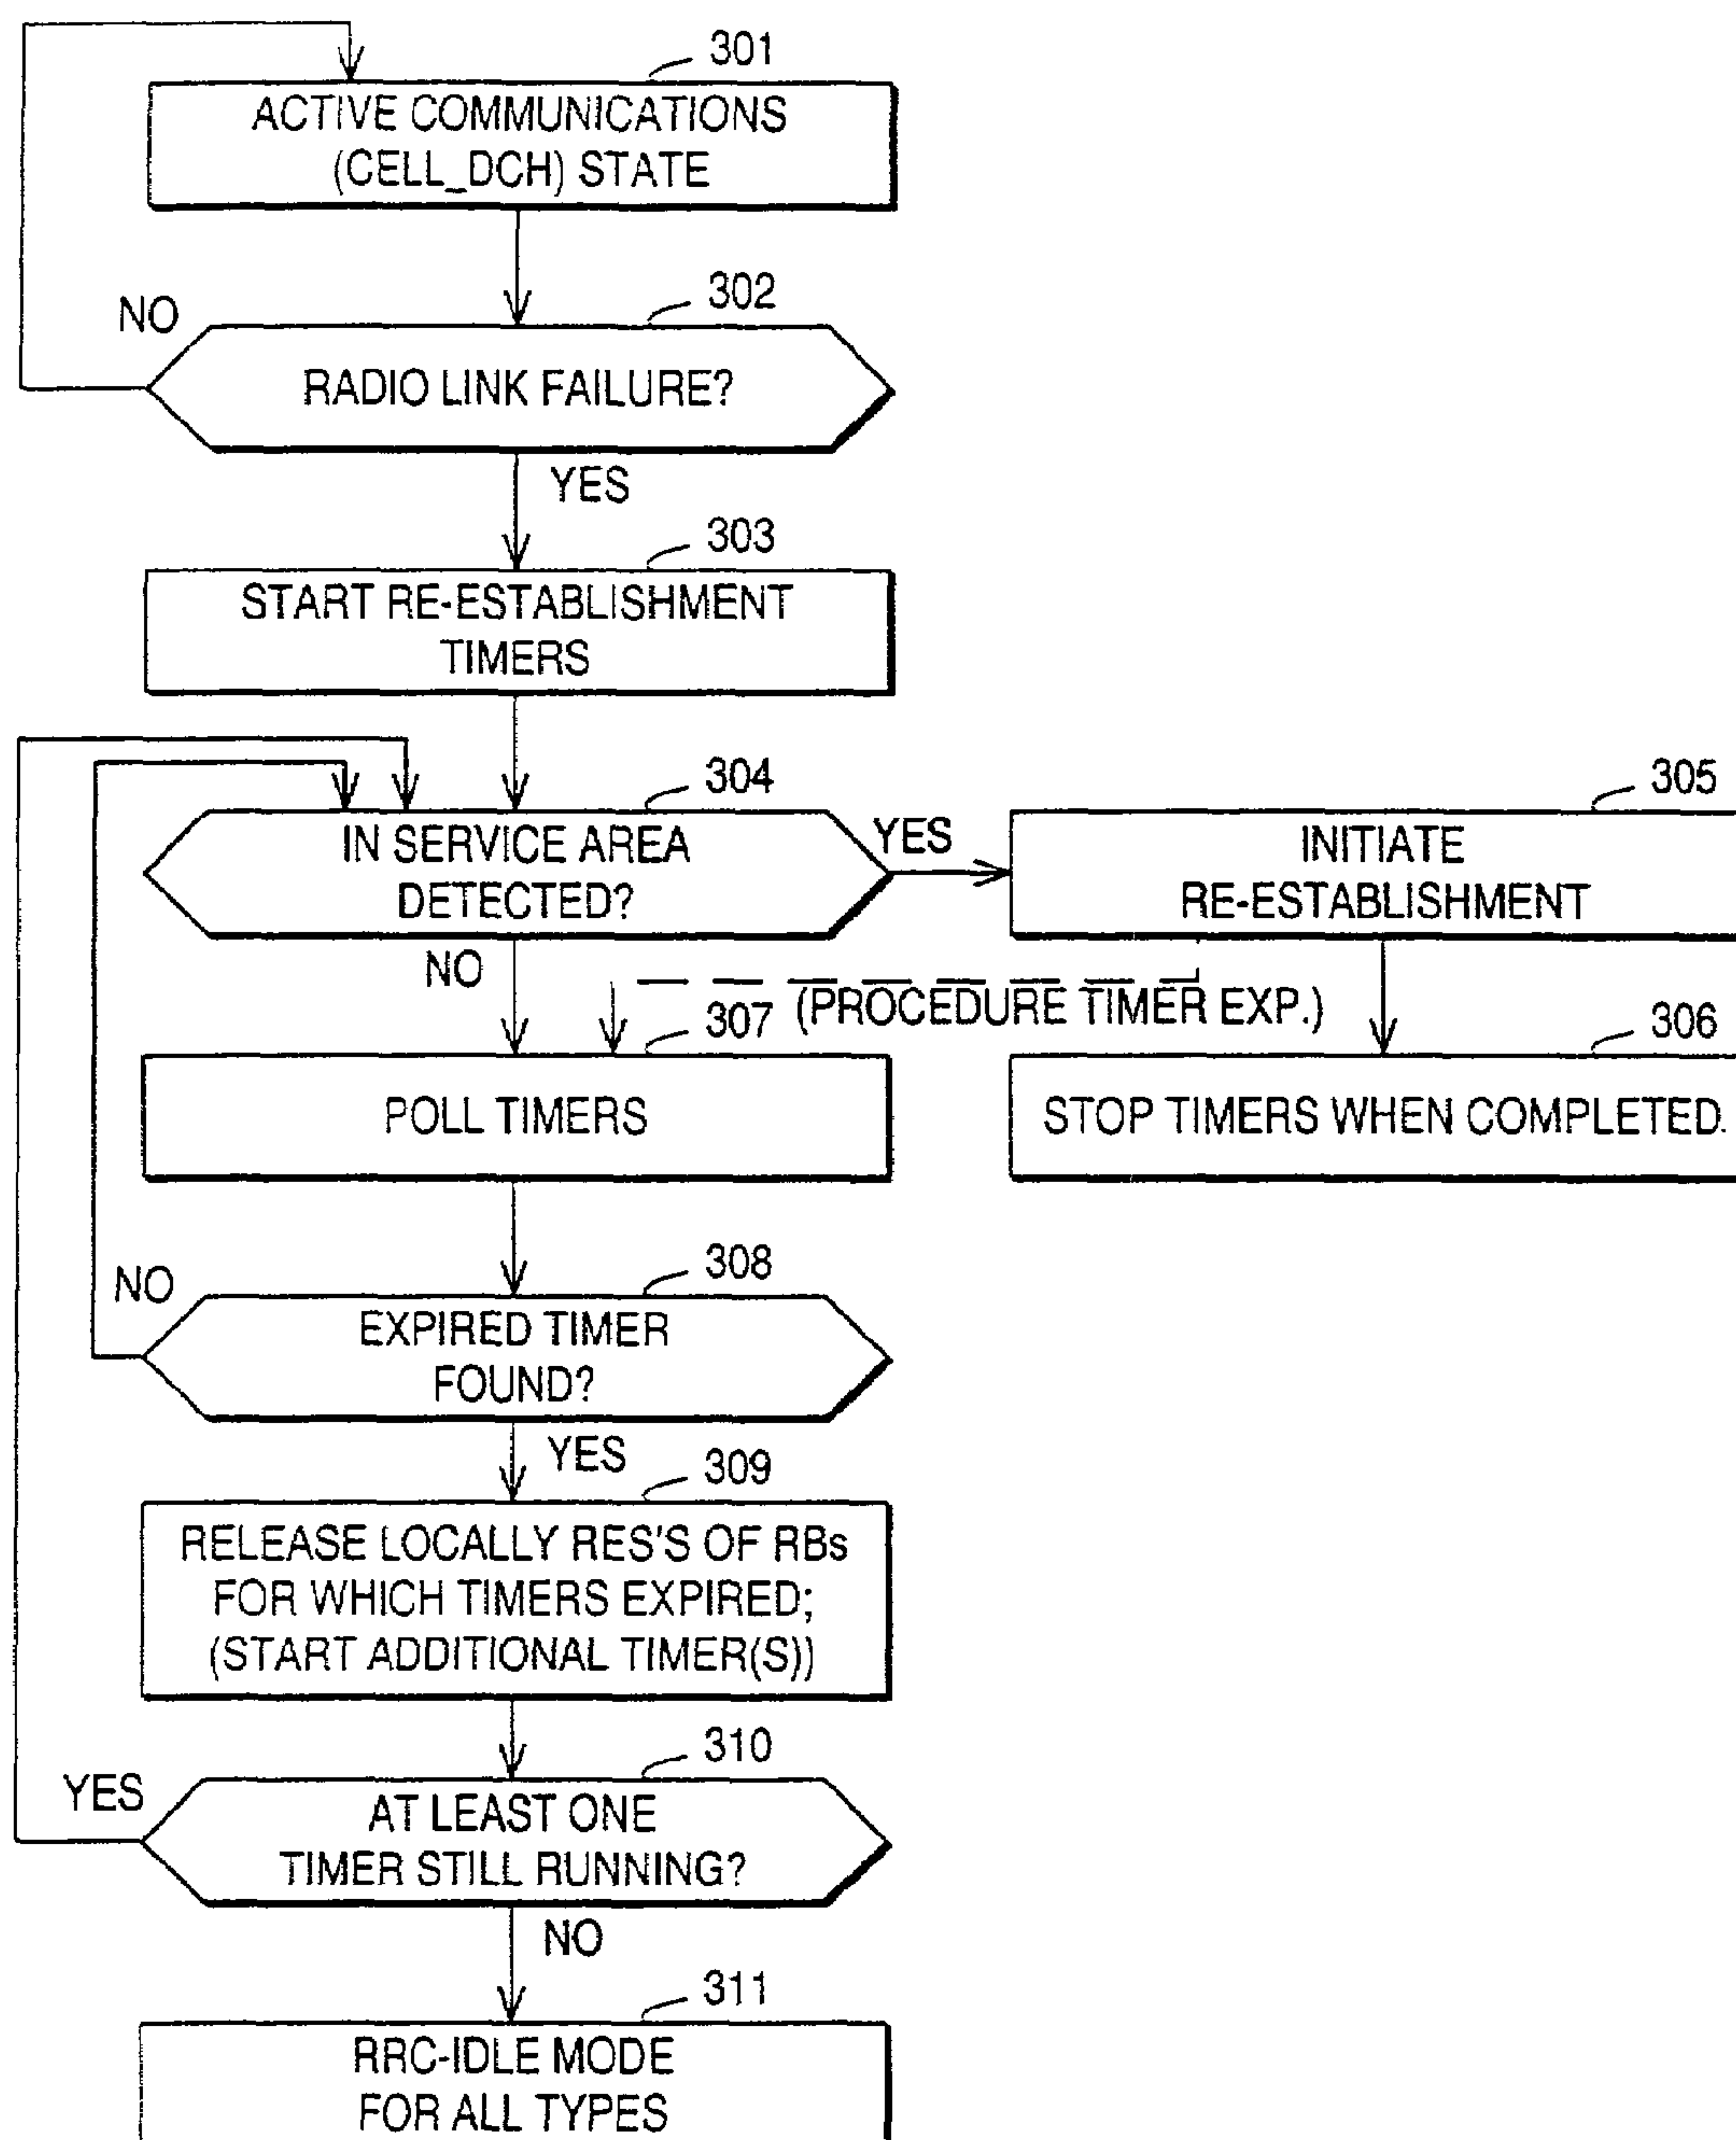 301
ACTIVE COMMUNICATIONS
(CELL_DCH) STATE
302
NO
RADIO LINK FAILURE?
YES
303
START RE-ESTABLISHMENT
TIMERS
304
305
IN SERVICE AREA
DETECTED?
YES
INITIATE
RE-ESTABLISHMENT
NO
307
(PROCEDURE TIMER EXP.)
306
POLL TIMERS
STOP TIMERS WHEN COMPLETED.
308
NO
EXPIRED TIMER
FOUND?
YES
309
RELEASE LOCALLY RES'S OF RBs
FOR WHICH TIMERS EXPIRED;
(START ADDITIONAL TIMER(S))
310
YES
AT LEAST ONE
TIMER STILL RUNNING?
NO
311
RRC-IDLE MODE
FOR ALL TYPES